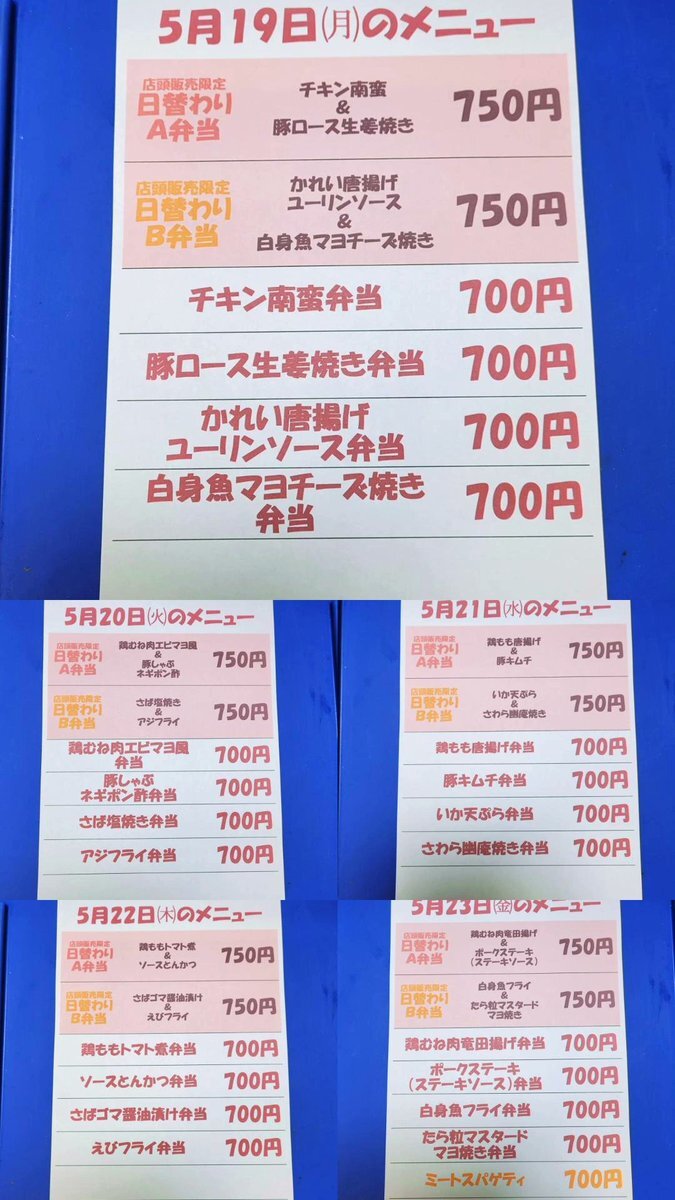 5月19日㈪のメニュー
店頭販売限定
日替わり
A弁当
チキン南蛮
&
豚ロース生姜焼き
750円
店頭販売限定
日替わり
B弁当
かれい唐揚げ
ユーリンソース
&
白身魚マヨチーズ焼き
750円
チキン南蛮弁当 700円
豚ロース生姜焼き弁当 700円
かれい唐揚げ
ユーリンソース弁当
700円
白身魚マヨチーズ焼き
弁当
700円
5月20日㈫のメニュー
店頭販売限定
日替わり
A弁当
鶏むね肉エビマヨ風
&
豚しゃぶ
ネギポン酢
750円
店頭販売限定
日替わり
B弁当
さば塩焼き
&
アジフライ
750円
鶏むね肉エビマヨ風
弁当
700円
豚しゃぶ
ネギポン酢弁当
700円
さば塩焼き弁当 700円
アジフライ弁当 700円
5月21日㈬のメニュー
店頭販売限定
日替わり
A弁当
鶏もも唐揚げ
&
豚キムチ
750円
店頭販売限定
日替わり
B弁当
いか天ぷら
&
さわら幽庵焼き
750円
鶏もも唐揚げ弁当 700円
豚キムチ弁当 700円
いか天ぷら弁当 700円
さわら幽庵焼き弁当 700円
5月22日㈭のメニュー
店頭販売限定
日替わり
A弁当
鶏ももトマト煮
&
ソースとんかつ
750円
店頭販売限定
日替わり
B弁当
さばゴマ醤油漬け
&
えびフライ
750円
鶏ももトマト煮弁当 700円
ソースとんかつ弁当 700円
さばゴマ醤油漬け弁当 700円
えびフライ弁当 700円
5月23日㈮のメニュー
店頭販売限定
日替わり
A弁当
鶏むね肉竜田揚げ
&
ポークステーキ
(ステーキソース)
750円
店頭販売限定
日替わり
B弁当
白身魚フライ
&
たら粒マスタード
マヨ焼き
750円
鶏むね肉竜田揚げ弁当 700円
ポークステーキ
(ステーキソース)弁当
700円
白身魚フライ弁当 700円
たら粒マスタード
マヨ焼き弁当
700円
ミートスパゲティ 700円